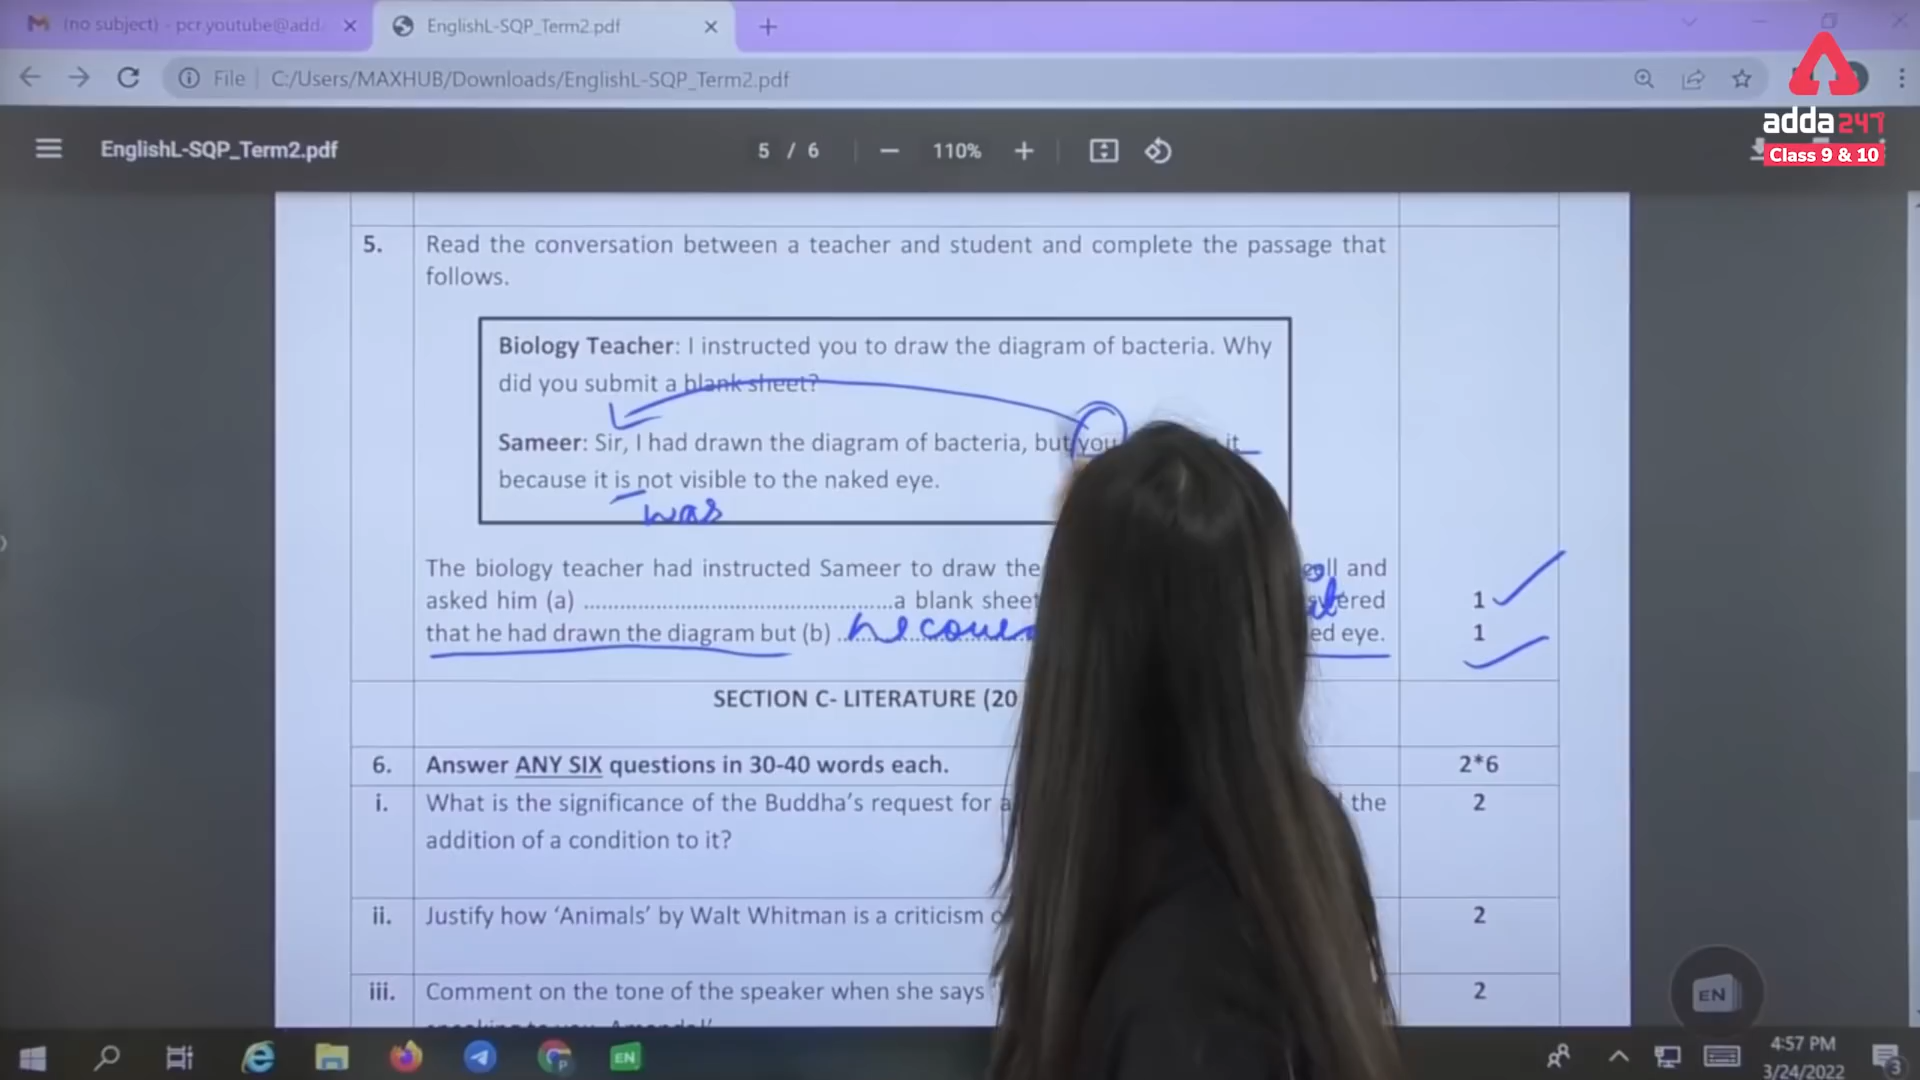 (no subject) - pcr.youtube@add
EnglishL-SQP_Term2.pdf
File C:/Users/MAXHUB/Downloads/EnglishL-SQP_Term2.pdf
adda247
Class 9 & 10
EnglishL-SQP_Term2.pdf
5 / 6
110%
5. Read the conversation between a teacher and student and complete the passage that
follows.
Biology Teacher: I instructed you to draw the diagram of bacteria. Why
did you submit a blank sheet?
Sameer: Sir, I had drawn the diagram of bacteria, but you it
because it is not visible to the naked eye.
was
The biology teacher had instructed Sameer to draw the and
asked him (a) ............................................a blank sheet 1
that he had drawn the diagram but (b) he eye. 1
SECTION C- LITERATURE (20
6. Answer ANY SIX questions in 30-40 words each. 2*6
i. What is the significance of the Buddha's request for the 2
addition of a condition to it?
ii. Justify how 'Animals' by Walt Whitman is a criticism 2
iii. Comment on the tone of the speaker when she says 2
EN
EN
4:57 PM
3/24/2022
3